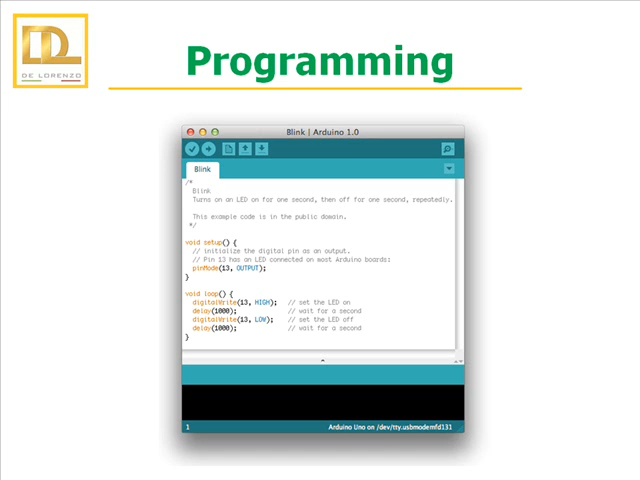 DE LORENZO
Programming
Blink | Arduino 1.0
Blink
/*
Blink
Turns on an LED on for one second, then off for one second, repeatedly.
This example code is in the public domain.
*/
void setup() {
// initialize the digital pin as an output.
// Pin 13 has an LED connected on most Arduino boards:
pinMode(13, OUTPUT);
}
void loop() {
digitalWrite(13, HIGH);   // set the LED on
delay(1000);              // wait for a second
digitalWrite(13, LOW);    // set the LED off
delay(1000);              // wait for a second
}
1 Arduino Uno on /dev/tty.usbmodemfd131